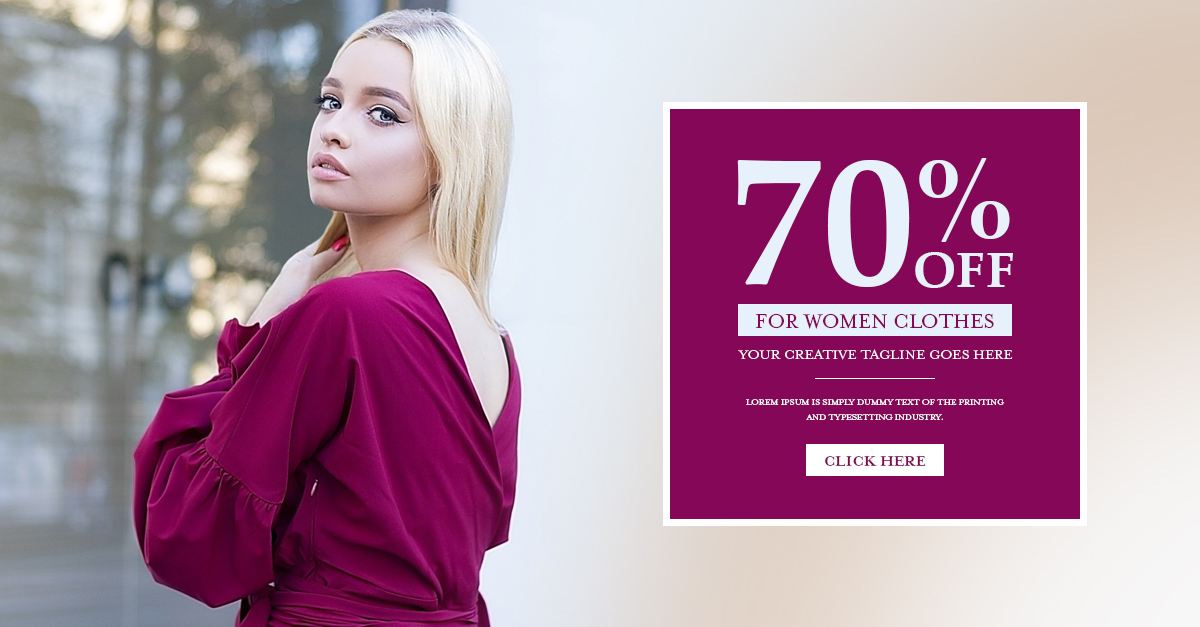 70%
OFF
FOR WOMEN CLOTHES
YOUR CREATIVE TAGLINE GOES HERE
LOREM IPSUM IS SIMPLY DUMMY TEXT OF THE PRINTING
AND TYPESETTING INDUSTRY.
CLICK HERE